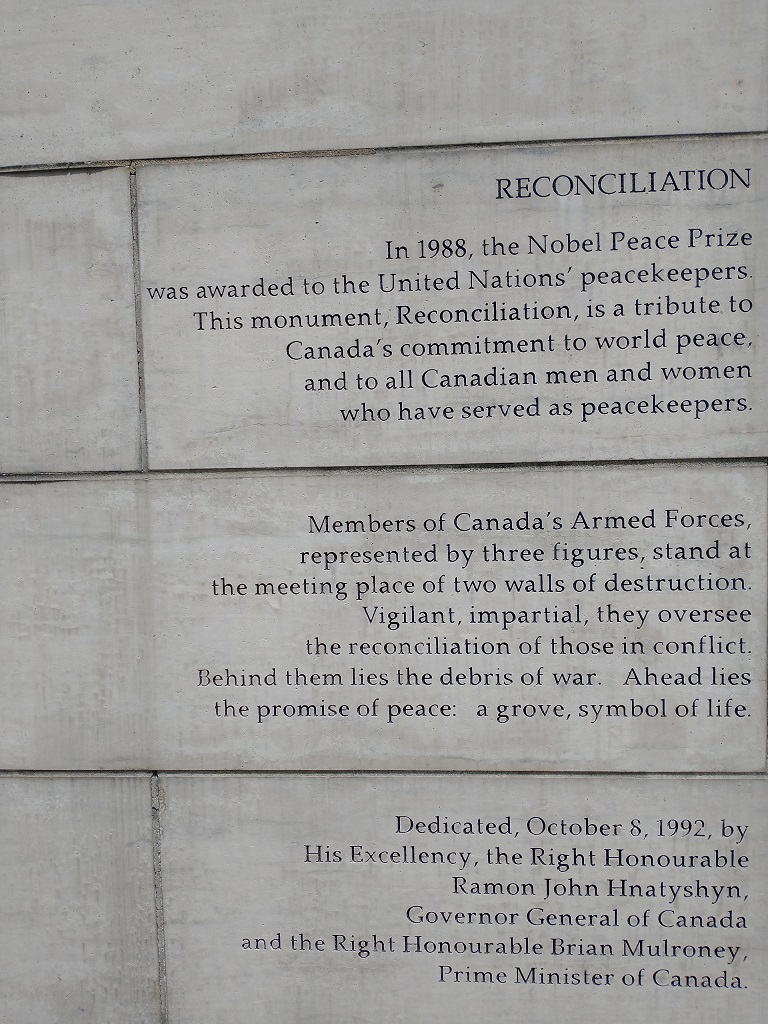 RECONCILIATION
In 1988, the Nobel Peace Prize
was awarded to the United Nations' peacekeepers.
This monument, Reconciliation, is a tribute to
Canada's commitment to world peace,
and to all Canadian men and women
who have served as peacekeepers.
Members of Canada's Armed Forces,
represented by three figures, stand at
the meeting place of two walls of destruction.
Vigilant, impartial, they oversee
the reconciliation of those in conflict.
Behind them lies the debris of war. Ahead lies
the promise of peace: a grove, symbol of life.
Dedicated, October 8, 1992, by
His Excellency, the Right Honourable
Ramon John Hnatyshyn,
Governor General of Canada
and the Right Honourable Brian Mulroney,
Prime Minister of Canada.